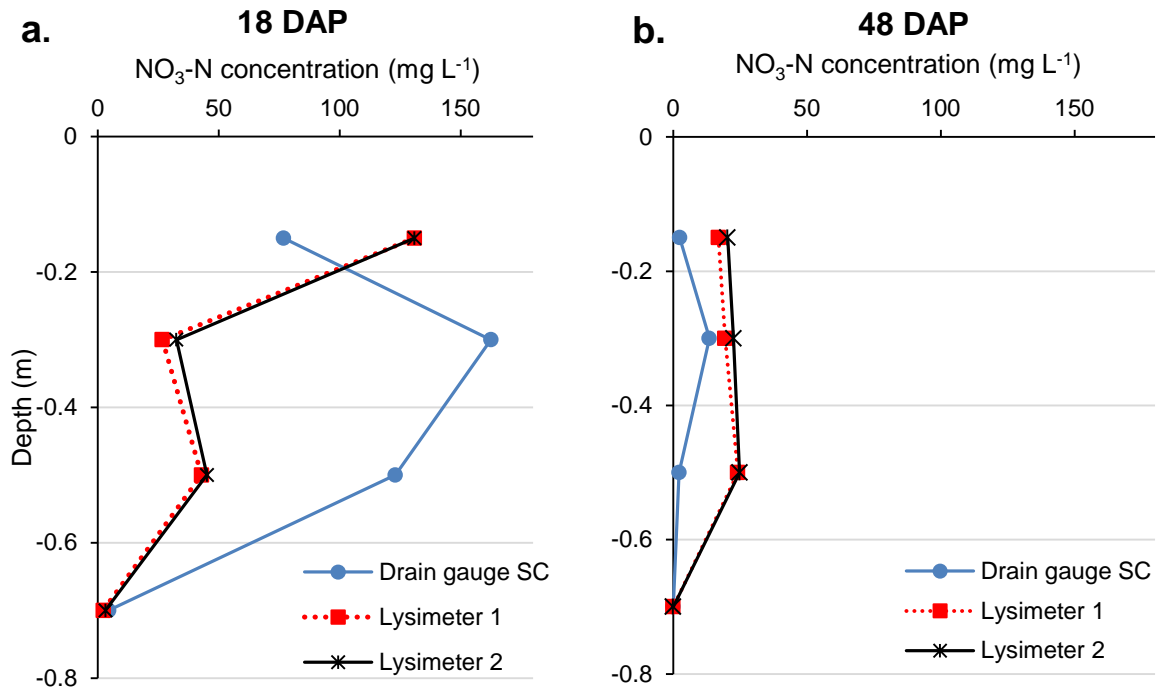 a.
18 DAP
NO₃-N concentration (mg L⁻¹)
0 50 100 150
0
-0.2
-0.4
-0.6
-0.8
Depth (m)
Drain gauge SC
Lysimeter 1
Lysimeter 2
b.
48 DAP
NO₃-N concentration (mg L⁻¹)
0 50 100 150
0
-0.2
-0.4
-0.6
-0.8
Drain gauge SC
Lysimeter 1
Lysimeter 2